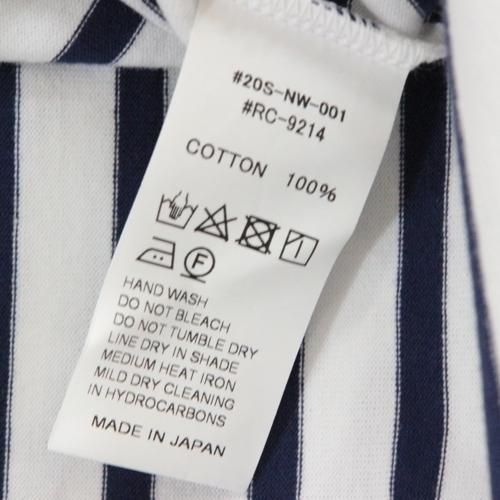 #20S-NW-001
#RC-9214
COTTON 100%
F
HAND WASH
DO NOT BLEACH
DO NOT TUMBLE DRY
LINE DRY IN SHADE
MEDIUM HEAT IRON
MILD DRY CLEANING
IN HYDROCARBONS
MADE IN JAPAN